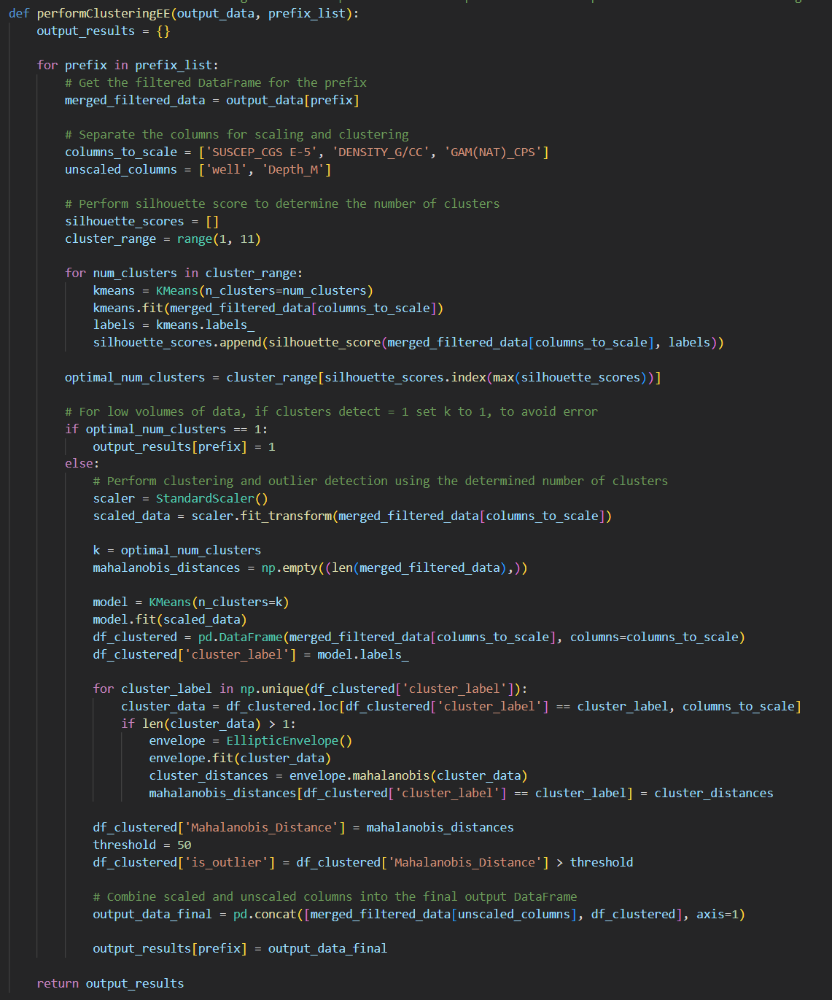 def performClusteringEE(output_data, prefix_list):
    output_results = {}

    for prefix in prefix_list:
        # Get the filtered DataFrame for the prefix
        merged_filtered_data = output_data[prefix]

        # Separate the columns for scaling and clustering
        columns_to_scale = ['SUSCEP_CGS E-5', 'DENSITY_G/CC', 'GAM(NAT)_CPS']
        unscaled_columns = ['well', 'Depth_M']

        # Perform silhouette score to determine the number of clusters
        silhouette_scores = []
        cluster_range = range(1, 11)

        for num_clusters in cluster_range:
            kmeans = KMeans(n_clusters=num_clusters)
            kmeans.fit(merged_filtered_data[columns_to_scale])
            labels = kmeans.labels_
            silhouette_scores.append(silhouette_score(merged_filtered_data[columns_to_scale], labels))

        optimal_num_clusters = cluster_range[silhouette_scores.index(max(silhouette_scores))]

        # For low volumes of data, if clusters detect = 1 set k to 1, to avoid error
        if optimal_num_clusters == 1:
            output_results[prefix] = 1
        else:
            # Perform clustering and outlier detection using the determined number of clusters
            scaler = StandardScaler()
            scaled_data = scaler.fit_transform(merged_filtered_data[columns_to_scale])

            k = optimal_num_clusters
            mahalanobis_distances = np.empty((len(merged_filtered_data),))

            model = KMeans(n_clusters=k)
            model.fit(scaled_data)
            df_clustered = pd.DataFrame(merged_filtered_data[columns_to_scale], columns=columns_to_scale)
            df_clustered['cluster_label'] = model.labels_

            for cluster_label in np.unique(df_clustered['cluster_label']):
                cluster_data = df_clustered.loc[df_clustered['cluster_label'] == cluster_label, columns_to_scale]
                if len(cluster_data) > 1:
                    envelope = EllipticEnvelope()
                    envelope.fit(cluster_data)
                    cluster_distances = envelope.mahalanobis(cluster_data)
                    mahalanobis_distances[df_clustered['cluster_label'] == cluster_label] = cluster_distances

            df_clustered['Mahalanobis_Distance'] = mahalanobis_distances
            threshold = 50
            df_clustered['is_outlier'] = df_clustered['Mahalanobis_Distance'] > threshold

            # Combine scaled and unscaled columns into the final output DataFrame
            output_data_final = pd.concat([merged_filtered_data[unscaled_columns], df_clustered], axis=1)

            output_results[prefix] = output_data_final

    return output_results